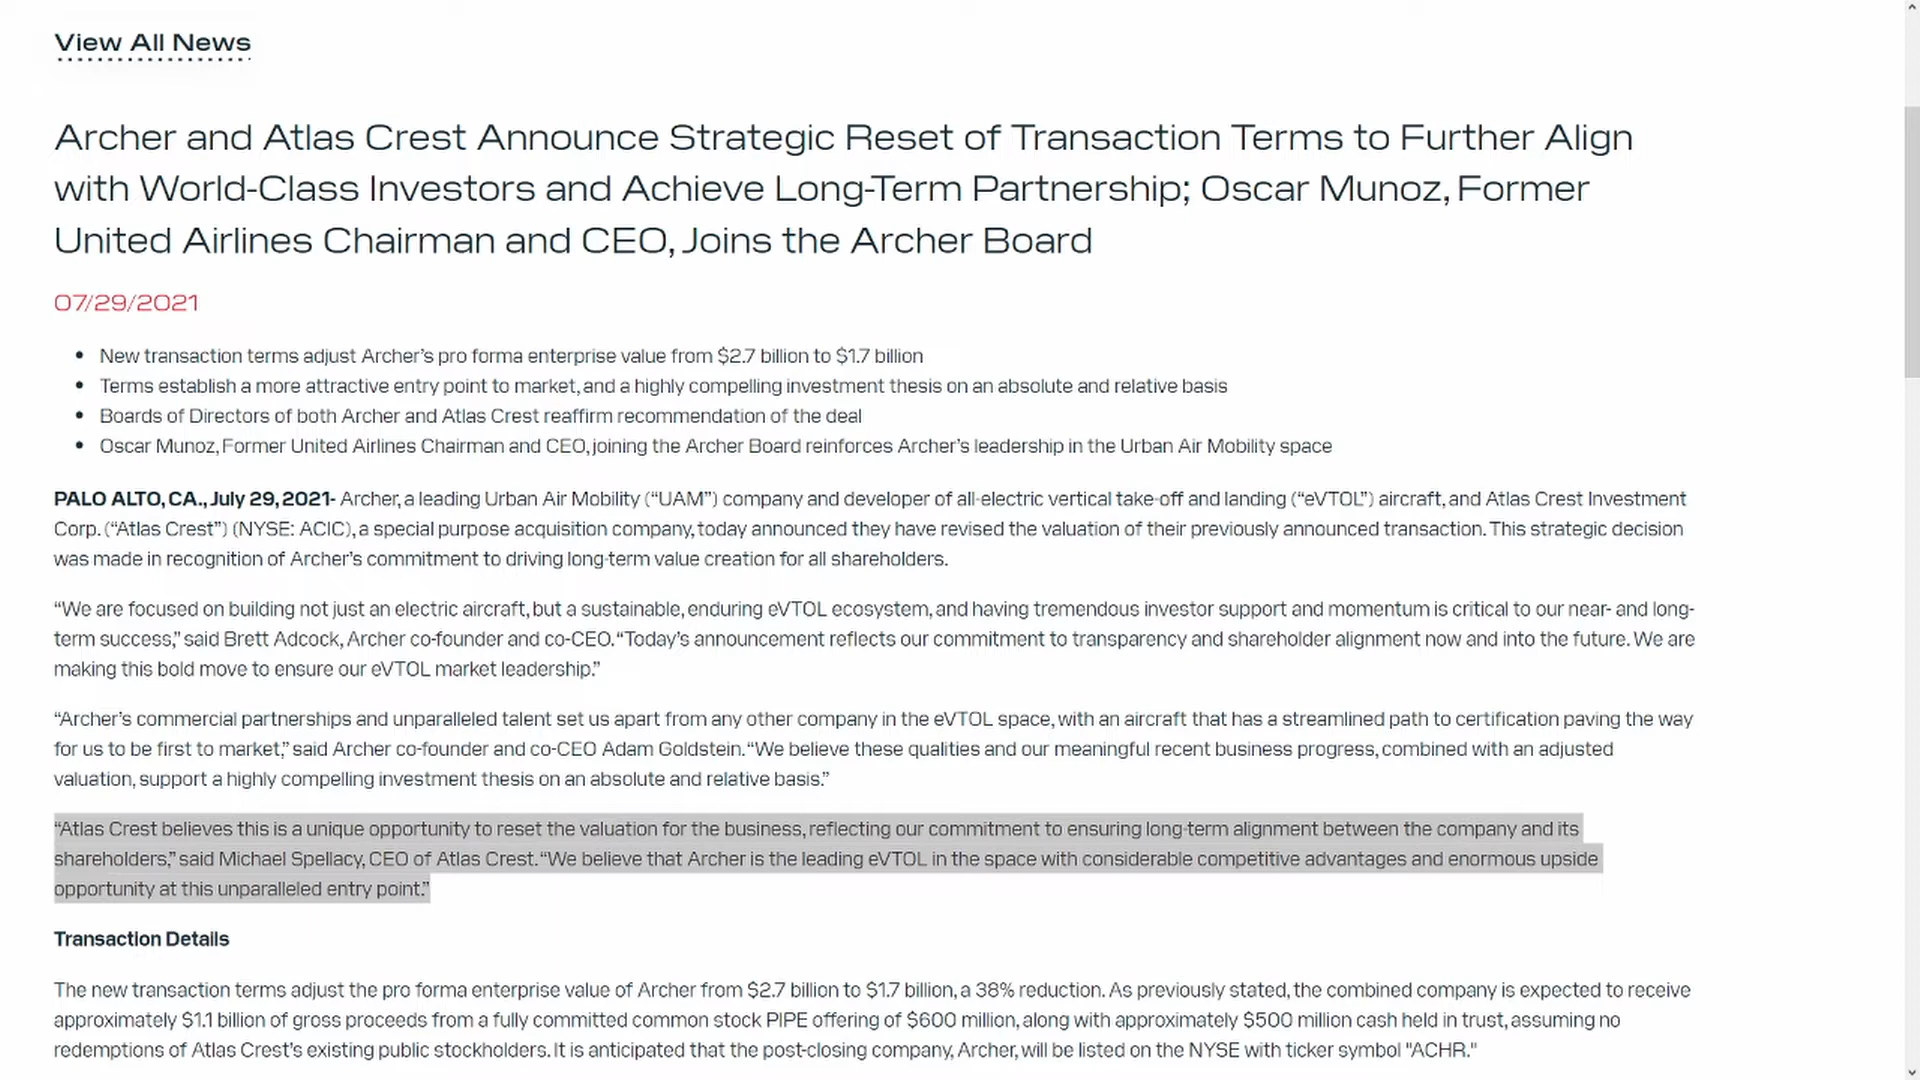 View All News
Archer and Atlas Crest Announce Strategic Reset of Transaction Terms to Further Align
with World-Class Investors and Achieve Long-Term Partnership; Oscar Munoz, Former
United Airlines Chairman and CEO, Joins the Archer Board
07/29/2021
• New transaction terms adjust Archer’s pro forma enterprise value from $2.7 billion to $1.7 billion
• Terms establish a more attractive entry point to market, and a highly compelling investment thesis on an absolute and relative basis
• Boards of Directors of both Archer and Atlas Crest reaffirm recommendation of the deal
• Oscar Munoz, Former United Airlines Chairman and CEO, joining the Archer Board reinforces Archer’s leadership in the Urban Air Mobility space
PALO ALTO, CA., July 29, 2021- Archer, a leading Urban Air Mobility (“UAM”) company and developer of all-electric vertical take-off and landing (“eVTOL”) aircraft, and Atlas Crest Investment
Corp. (“Atlas Crest”) (NYSE: ACIC), a special purpose acquisition company, today announced they have revised the valuation of their previously announced transaction. This strategic decision
was made in recognition of Archer’s commitment to driving long-term value creation for all shareholders.
“We are focused on building not just an electric aircraft, but a sustainable, enduring eVTOL ecosystem, and having tremendous investor support and momentum is critical to our near- and long-
term success,” said Brett Adcock, Archer co-founder and co-CEO. “Today’s announcement reflects our commitment to transparency and shareholder alignment now and into the future. We are
making this bold move to ensure our eVTOL market leadership.”
“Archer’s commercial partnerships and unparalleled talent set us apart from any other company in the eVTOL space, with an aircraft that has a streamlined path to certification paving the way
for us to be first to market,” said Archer co-founder and co-CEO Adam Goldstein. “We believe these qualities and our meaningful recent business progress, combined with an adjusted
valuation, support a highly compelling investment thesis on an absolute and relative basis.”
“Atlas Crest believes this is a unique opportunity to reset the valuation for the business, reflecting our commitment to ensuring long-term alignment between the company and its
shareholders,” said Michael Spellacy, CEO of Atlas Crest. “We believe that Archer is the leading eVTOL in the space with considerable competitive advantages and enormous upside
opportunity at this unparalleled entry point.”
Transaction Details
The new transaction terms adjust the pro forma enterprise value of Archer from $2.7 billion to $1.7 billion, a 38% reduction. As previously stated, the combined company is expected to receive
approximately $1.1 billion of gross proceeds from a fully committed common stock PIPE offering of $600 million, along with approximately $500 million cash held in trust, assuming no
redemptions of Atlas Crest’s existing public stockholders. It is anticipated that the post-closing company, Archer, will be listed on the NYSE with ticker symbol "ACHR."